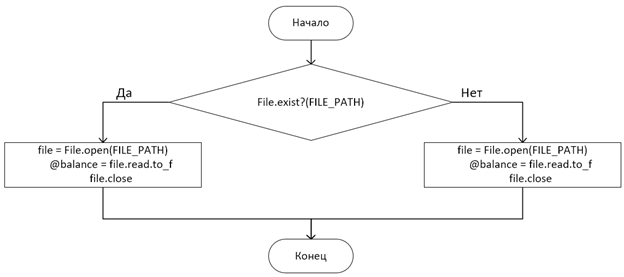 Начало
File.exist?(FILE_PATH)
Да
Нет
file = File.open(FILE_PATH)
@balance = file.read.to_f
file.close
file = File.open(FILE_PATH)
@balance = file.read.to_f
file.close
Конец